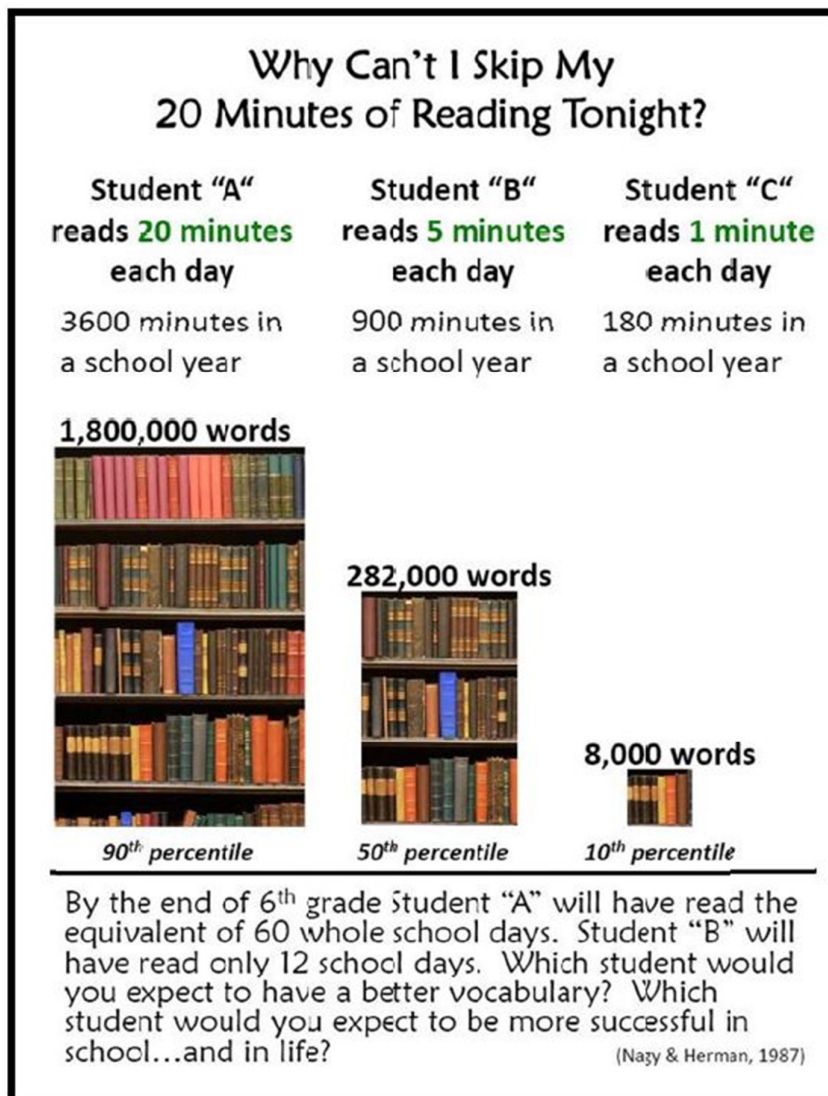 Why Can't I Skip My
20 Minutes of Reading Tonight?
Student “A“
reads 20 minutes
each day
3600 minutes in
a school year
1,800,000 words
90th percentile
Student “B“
reads 5 minutes
each day
900 minutes in
a school year
282,000 words
50th percentile
Student “C“
reads 1 minute
each day
180 minutes in
a school year
8,000 words
10th percentile
By the end of 6th grade Student “A” will have read the
equivalent of 60 whole school days. Student “B” will
have read only 12 school days. Which student would
you expect to have a better vocabulary? Which
student would you expect to be more successful in
school...and in life?
(Nagy & Herman, 1987)